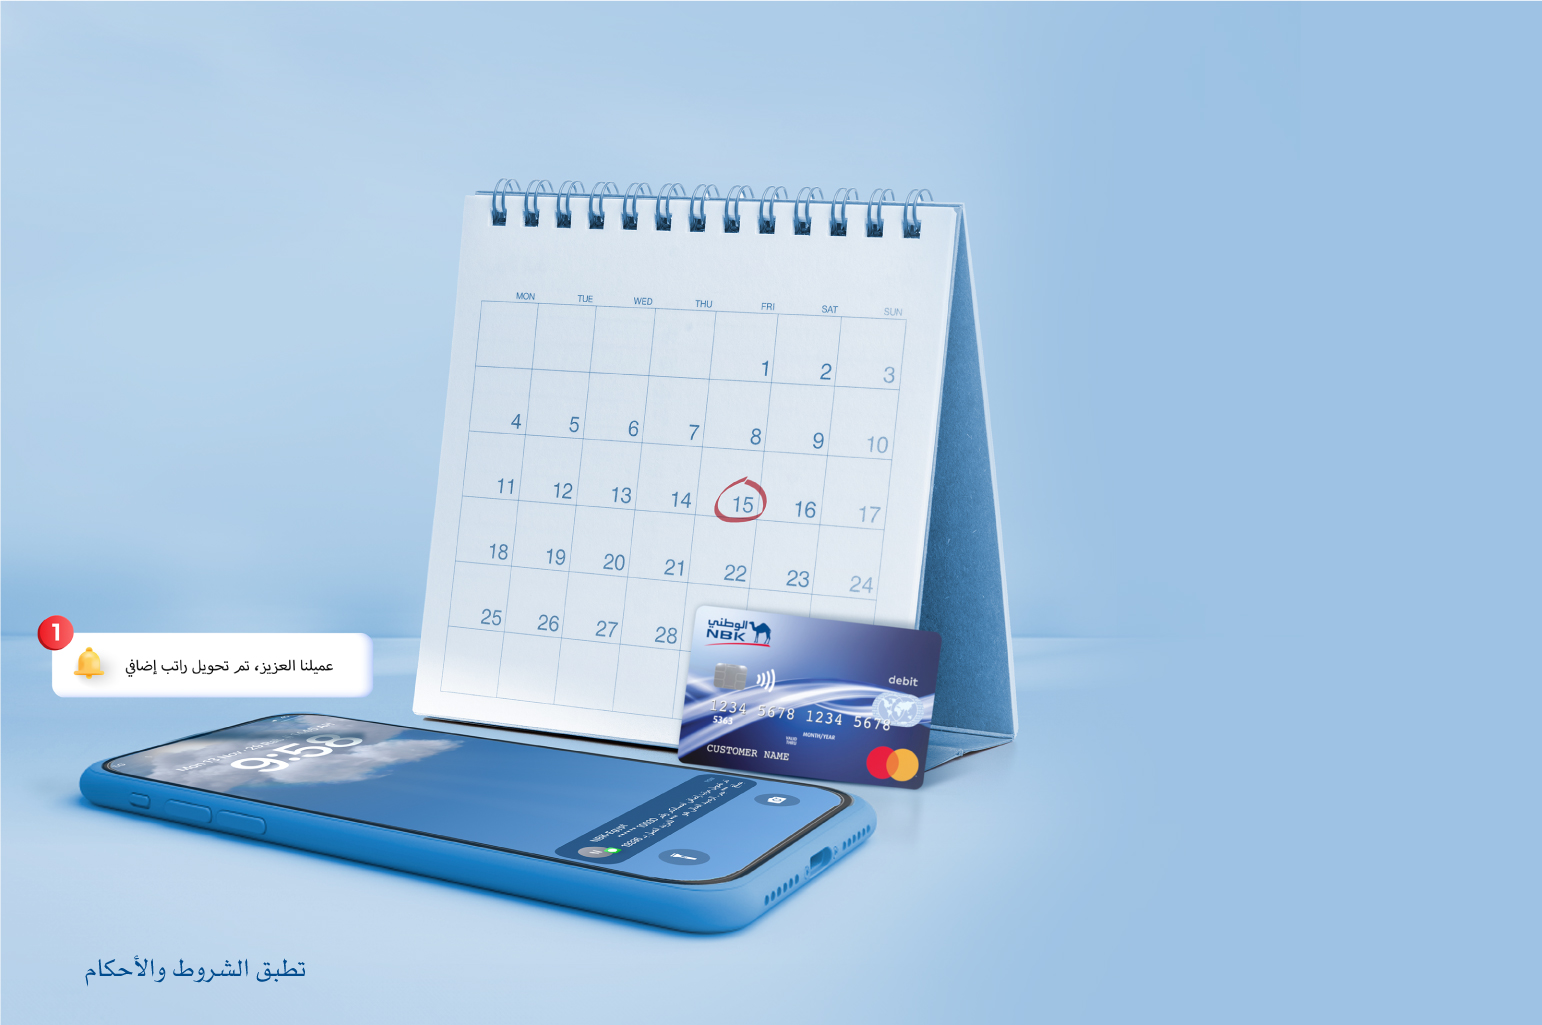 MON TUE WED THU FRI SAT SUN
1 2 3
4 5 6 7 8 9 10
11 12 13 14 15 16 17
18 19 20 21 22 23 24
25 26 27 28
1
عميلنا العزيز، تم تحويل راتب إضافي
الوطني
NBK
debit
1234 5678 1234 5678
5363
MONTH/YEAR
CUSTOMER NAME
9:58
NBK-Egypt
تطبق الشروط والأحكام